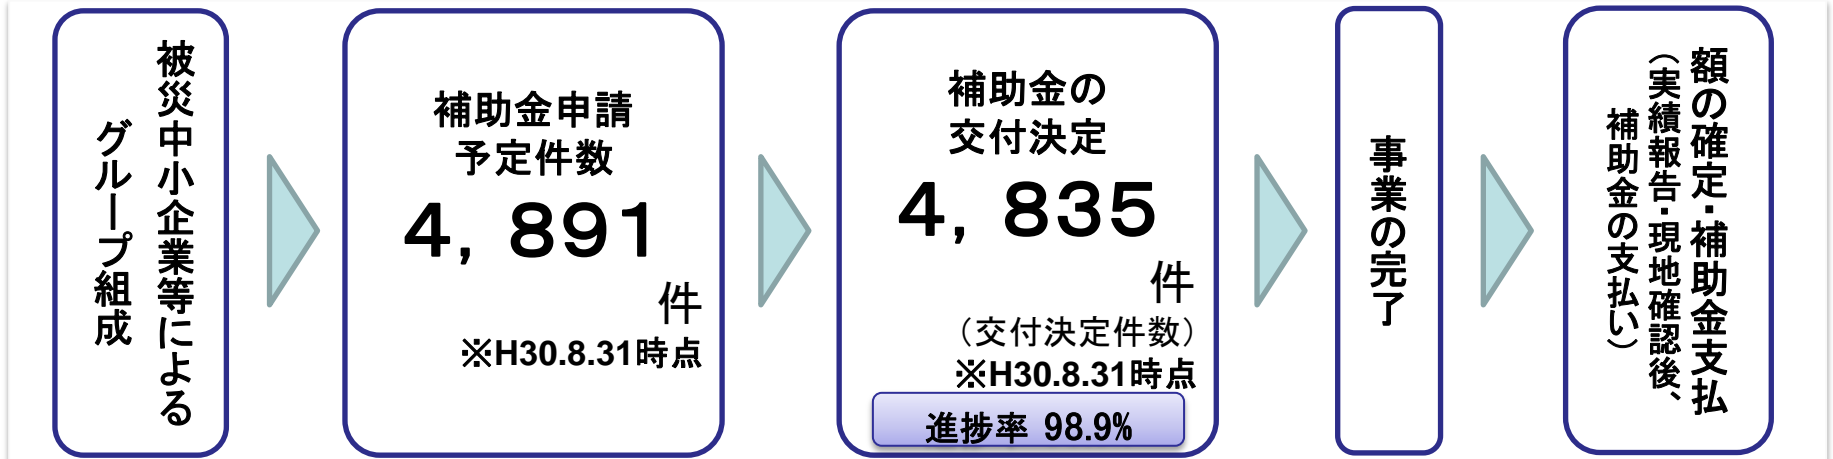 被災中小企業等による
グループ組成
補助金申請
予定件数
４，８９１
件
※H30.8.31時点
補助金の
交付決定
４，８３５
件
（交付決定件数）
※H30.8.31時点
進捗率 98.9%
事業の完了
額の確定・補助金支払
（実績報告・現地確認後、
補助金の支払い）